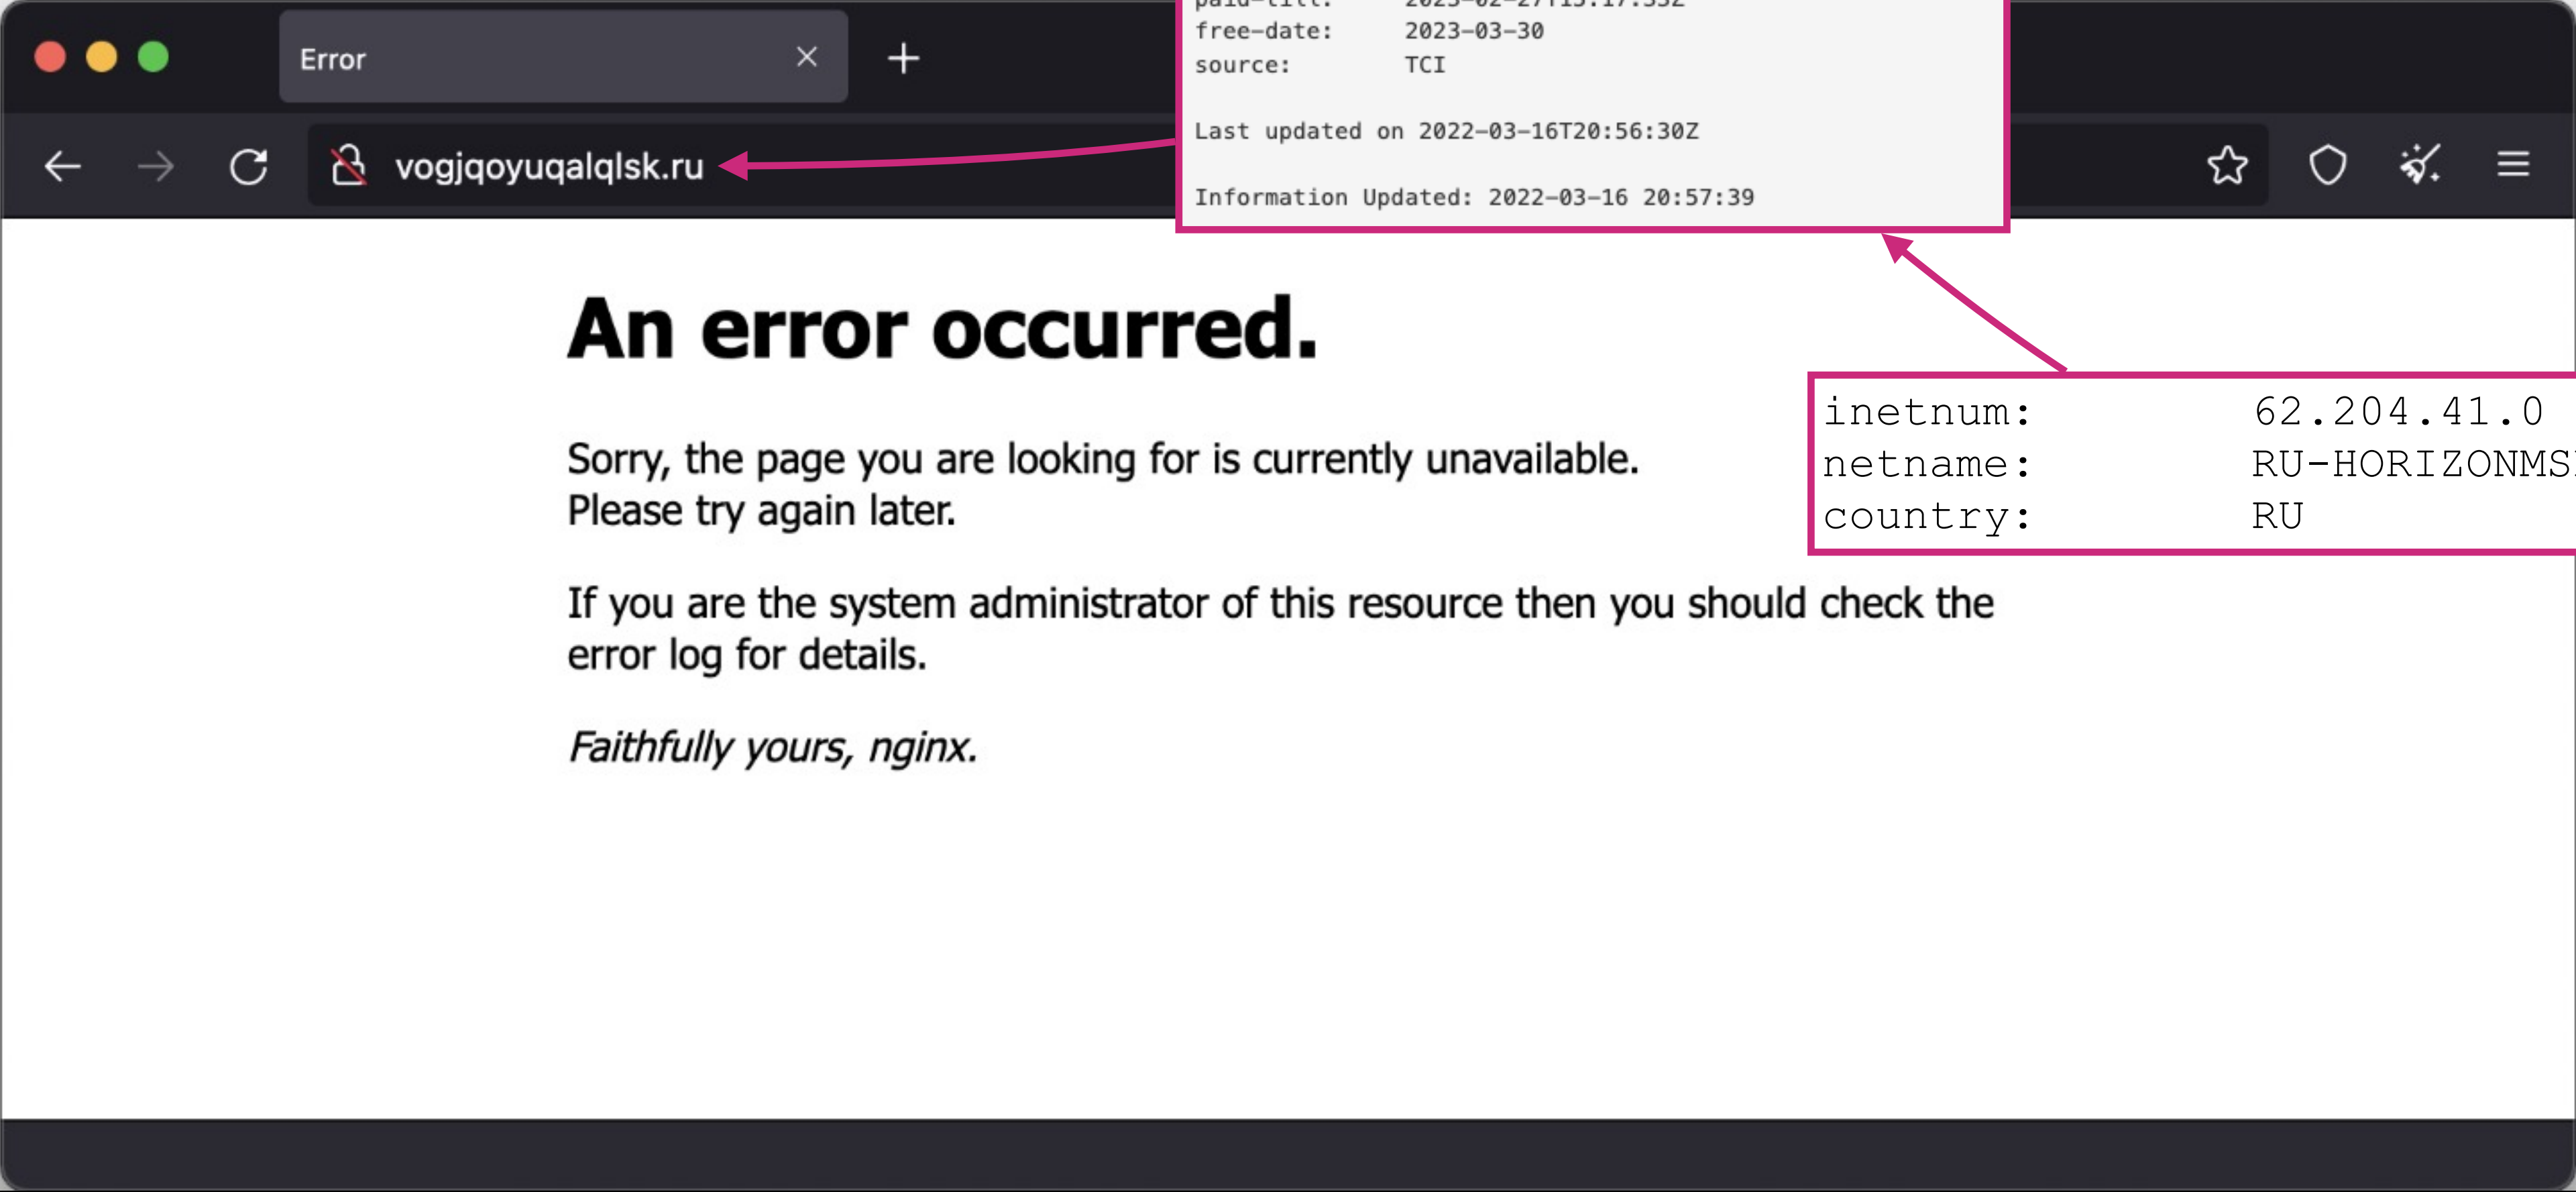 free-date: 2023-03-30
source: TCI
Last updated on 2022-03-16T20:56:30Z
Information Updated: 2022-03-16 20:57:39
Error
vogjqoyuqalqlsk.ru
An error occurred.
Sorry, the page you are looking for is currently unavailable.
Please try again later.
If you are the system administrator of this resource then you should check the
error log for details.
Faithfully yours, nginx.
inetnum: 62.204.41.0
netname:
country: RU